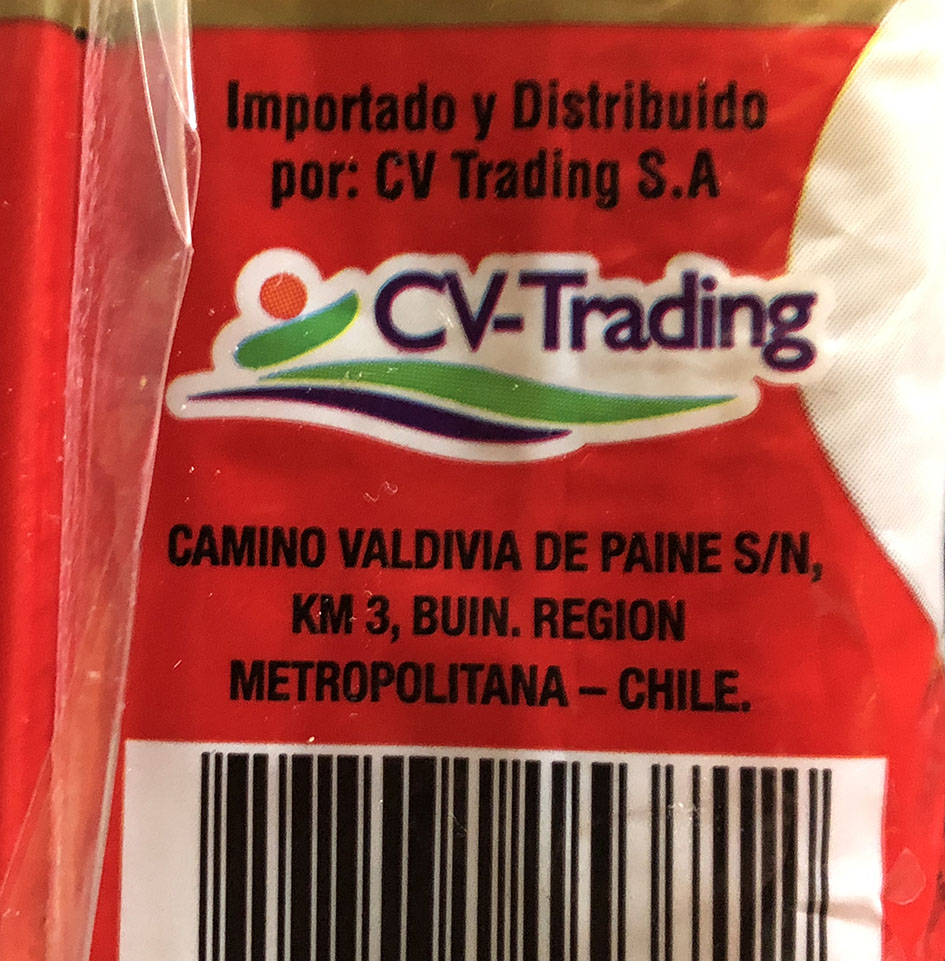 Importado y Distribuido
por: CV Trading S.A
CV-Trading
CAMINO VALDIVIA DE PAINE S/N,
KM 3, BUIN. REGION
METROPOLITANA – CHILE.